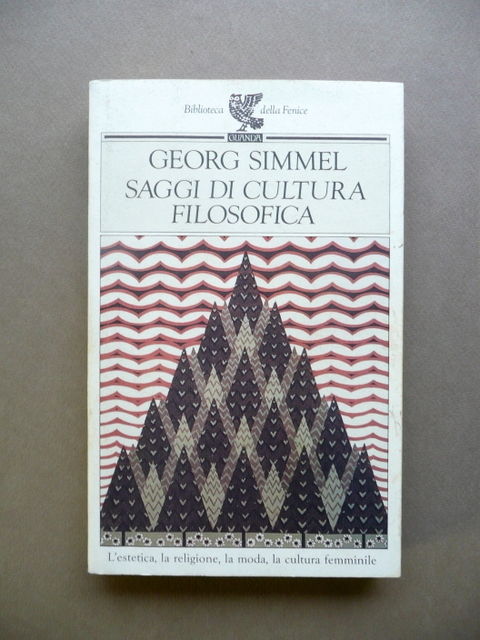 Biblioteca della Fenice
GUANDA
GEORG SIMMEL
SAGGI DI CULTURA
FILOSOFICA
L'estetica, la religione, la moda, la cultura femminile